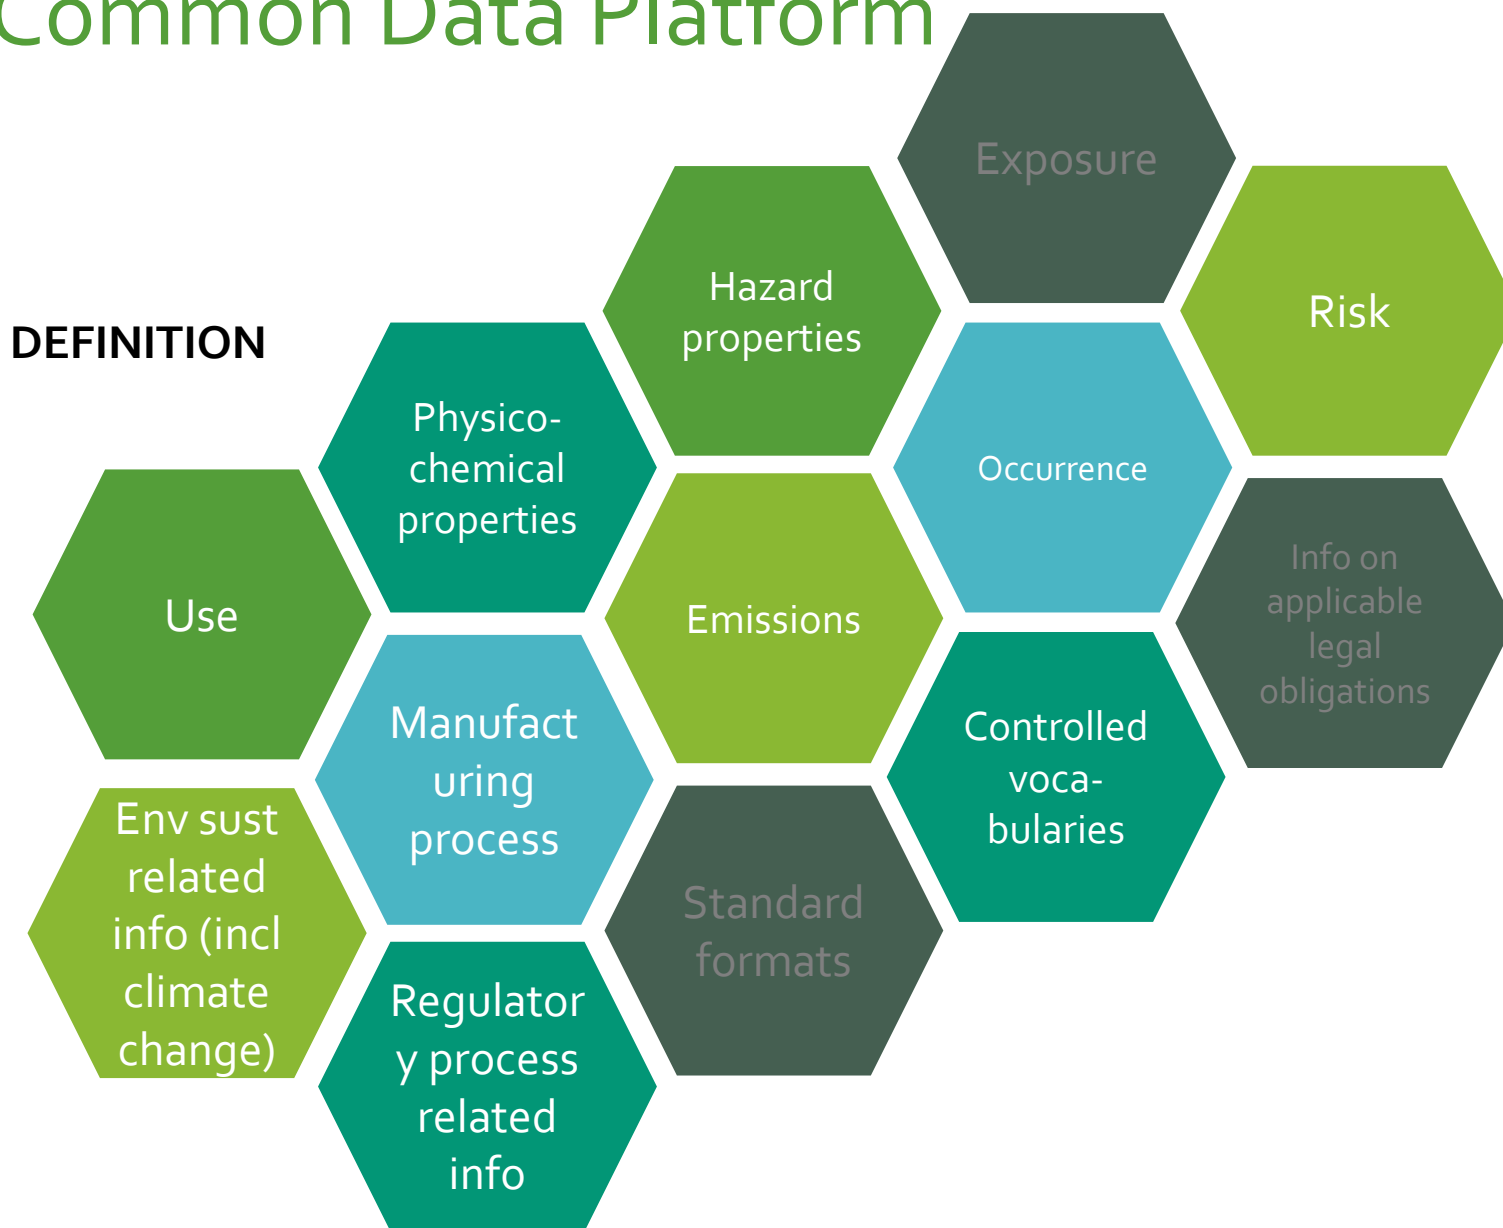 Common Data Platform
Exposure
Hazard
properties
Risk
DEFINITION
Physico-
chemical
properties
Occurrence
Info on
applicable
legal
obligations
Use
Emissions
Manufact
uring
process
Controlled
voca-
bularies
Env sust
related
info (incl
climate
change)
Standard
formats
Regulator
y process
related
info